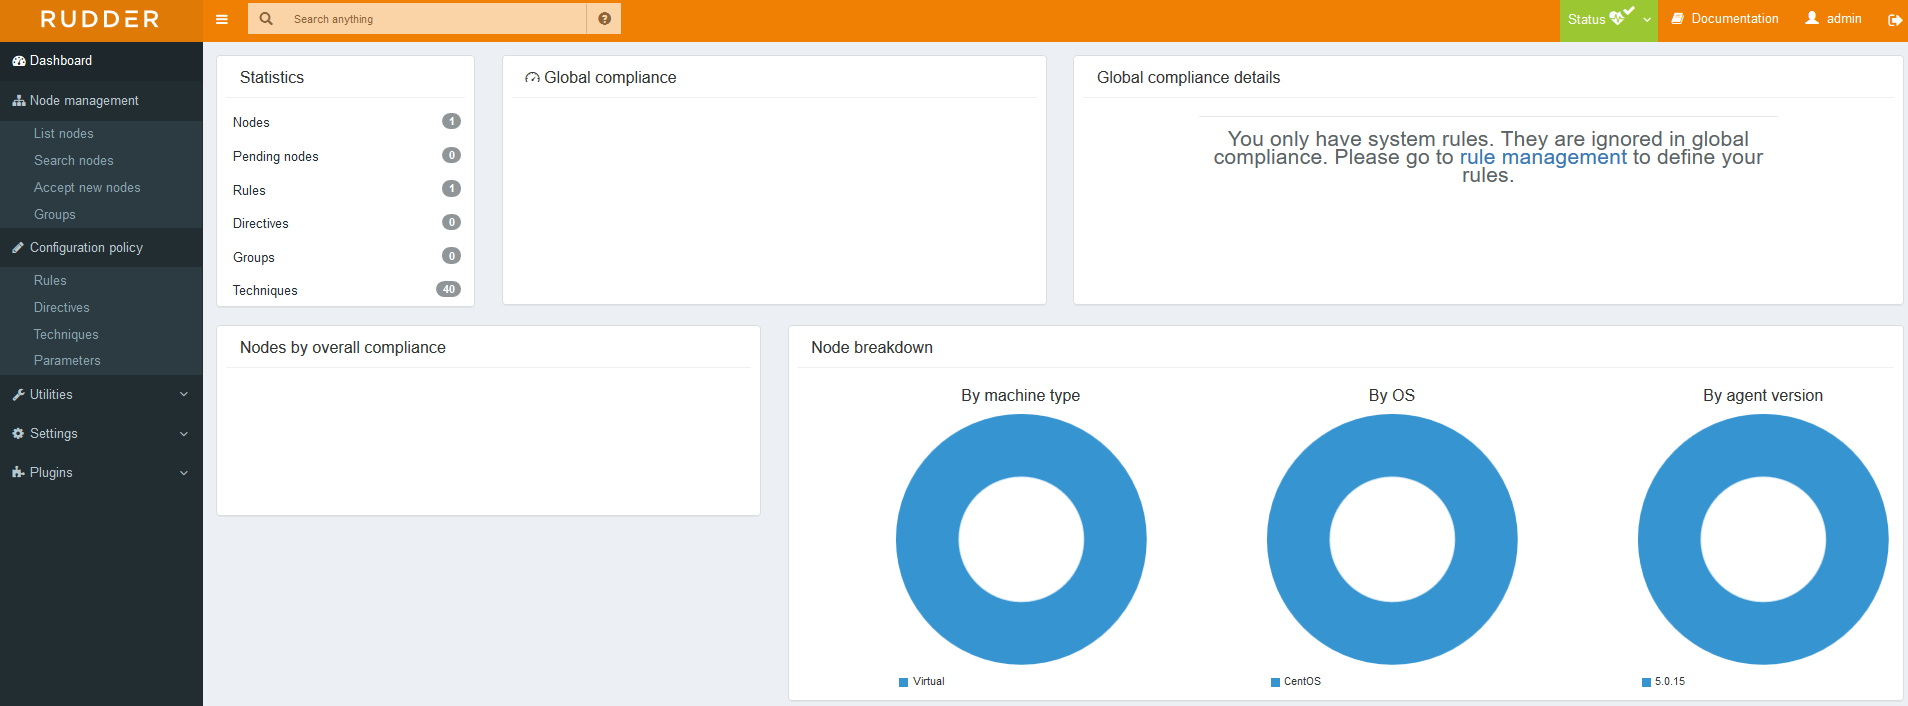 RUDDER
Search anything
Status
Documentation
admin
Dashboard
Node management
List nodes
Search nodes
Accept new nodes
Groups
Configuration policy
Rules
Directives
Techniques
Parameters
Utilities
Settings
Plugins
Statistics
Nodes 1
Pending nodes 0
Rules 1
Directives 0
Groups 0
Techniques 40
Global compliance
Global compliance details
You only have system rules. They are ignored in global
compliance. Please go to rule management to define your
rules.
Nodes by overall compliance
Node breakdown
By machine type
Virtual
By OS
CentOS
By agent version
5.0.15